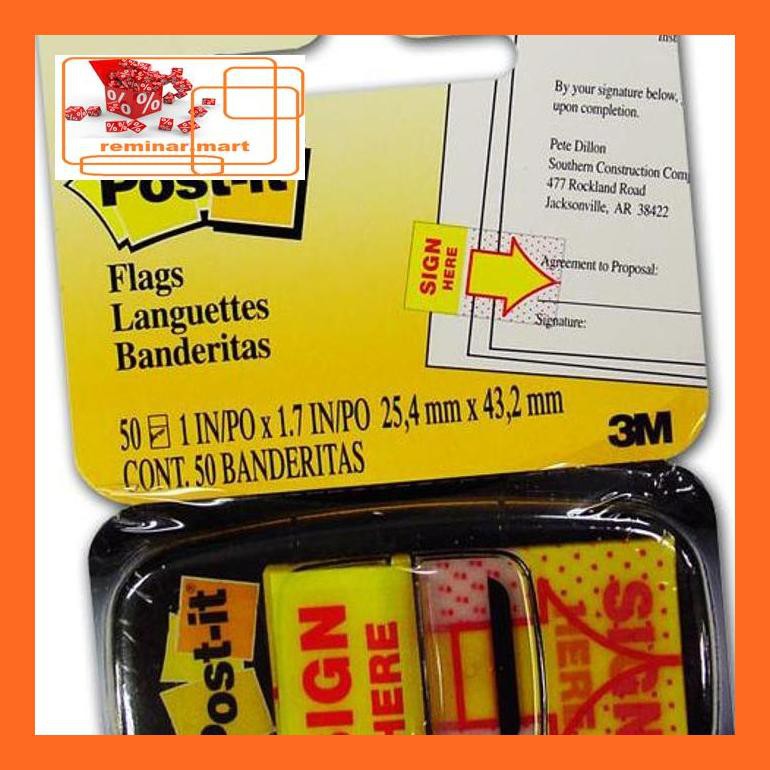 Inst
By your signature below,
upon completion.
Pete Dillon
Southern Construction Com
477 Rockland Road
Jacksonville, AR 38422
reminar.mart
Post-it
Flags
Languettes
Banderitas
SIGN
HERE
Agreement to Proposal:
Signature:
50 1 IN/PO x 1.7 IN/PO 25,4 mm x 43,2 mm
CONT. 50 BANDERITAS
3M
Post-it®
SIGN
HERE
SIGN
HERE